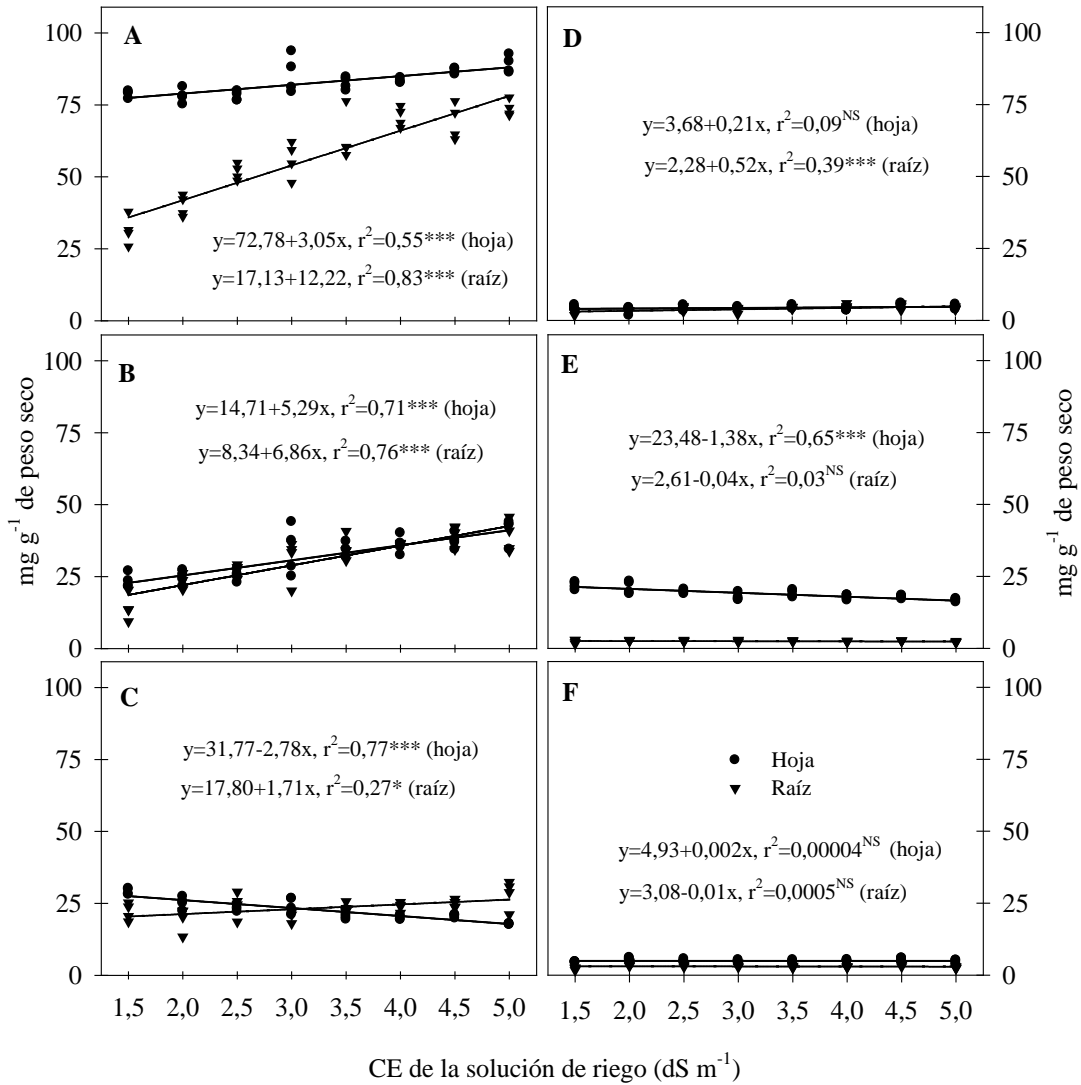 A
100
75
50
25
0
y=72,78+3,05x, r²=0,55*** (hoja)
y=17,13+12,22, r²=0,83*** (raíz)
D
100
75
50
25
0
y=3,68+0,21x, r²=0,09ᴺˢ (hoja)
y=2,28+0,52x, r²=0,39*** (raíz)
B
100
75
50
25
0
mg g⁻¹ de peso seco
y=14,71+5,29x, r²=0,71*** (hoja)
y=8,34+6,86x, r²=0,76*** (raíz)
E
100
75
50
25
0
mg g⁻¹ de peso seco
y=23,48-1,38x, r²=0,65*** (hoja)
y=2,61-0,04x, r²=0,03ᴺˢ (raíz)
C
100
75
50
25
0
y=31,77-2,78x, r²=0,77*** (hoja)
y=17,80+1,71x, r²=0,27* (raíz)
1,5 2,0 2,5 3,0 3,5 4,0 4,5 5,0
F
100
75
50
25
0
Hoja
Raíz
y=4,93+0,002x, r²=0,00004ᴺˢ (hoja)
y=3,08-0,01x, r²=0,0005ᴺˢ (raíz)
1,5 2,0 2,5 3,0 3,5 4,0 4,5 5,0
CE de la solución de riego (dS m⁻¹)